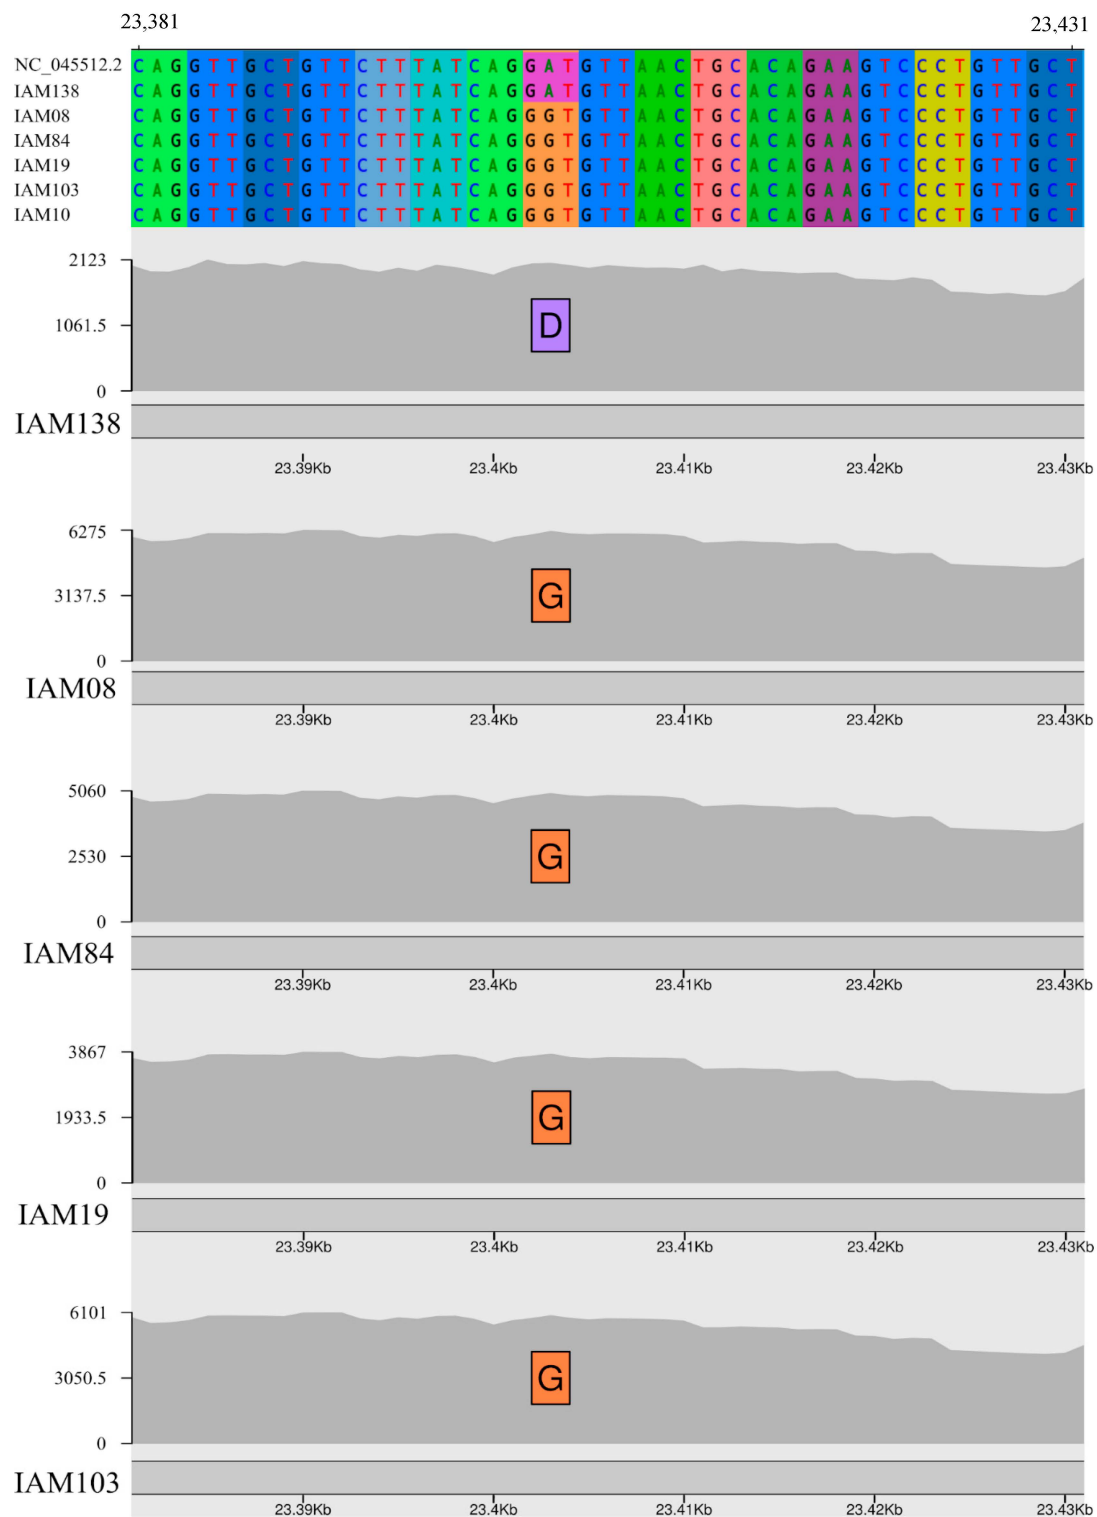 23,381 23,431
NC_045512.2 CAGGTTGCTGTTCTTTATCAGGATGTTAACTGCACAGAAGTCCCTGTTGCT
IAM138 CAGGTTGCTGTTCTTTATCAGGATGTTAACTGCACAGAAGTCCCTGTTGCT
IAM08 CAGGTTGCTGTTCTTTATCAGGGTGTTAACTGCACAGAAGTCCCTGTTGCT
IAM84 CAGGTTGCTGTTCTTTATCAGGGTGTTAACTGCACAGAAGTCCCTGTTGCT
IAM19 CAGGTTGCTGTTCTTTATCAGGGTGTTAACTGCACAGAAGTCCCTGTTGCT
IAM103 CAGGTTGCTGTTCTTTATCAGGGTGTTAACTGCACAGAAGTCCCTGTTGCT
IAM10 CAGGTTGCTGTTCTTTATCAGGGTGTTAACTGCACAGAAGTCCCTGTTGCT
2123
1061.5 D
0
IAM138
23.39Kb 23.4Kb 23.41Kb 23.42Kb 23.43Kb
6275
3137.5 G
0
IAM08
23.39Kb 23.4Kb 23.41Kb 23.42Kb 23.43Kb
5060
2530 G
0
IAM84
23.39Kb 23.4Kb 23.41Kb 23.42Kb 23.43Kb
3867
1933.5 G
0
IAM19
23.39Kb 23.4Kb 23.41Kb 23.42Kb 23.43Kb
6101
3050.5 G
0
IAM103
23.39Kb 23.4Kb 23.41Kb 23.42Kb 23.43Kb